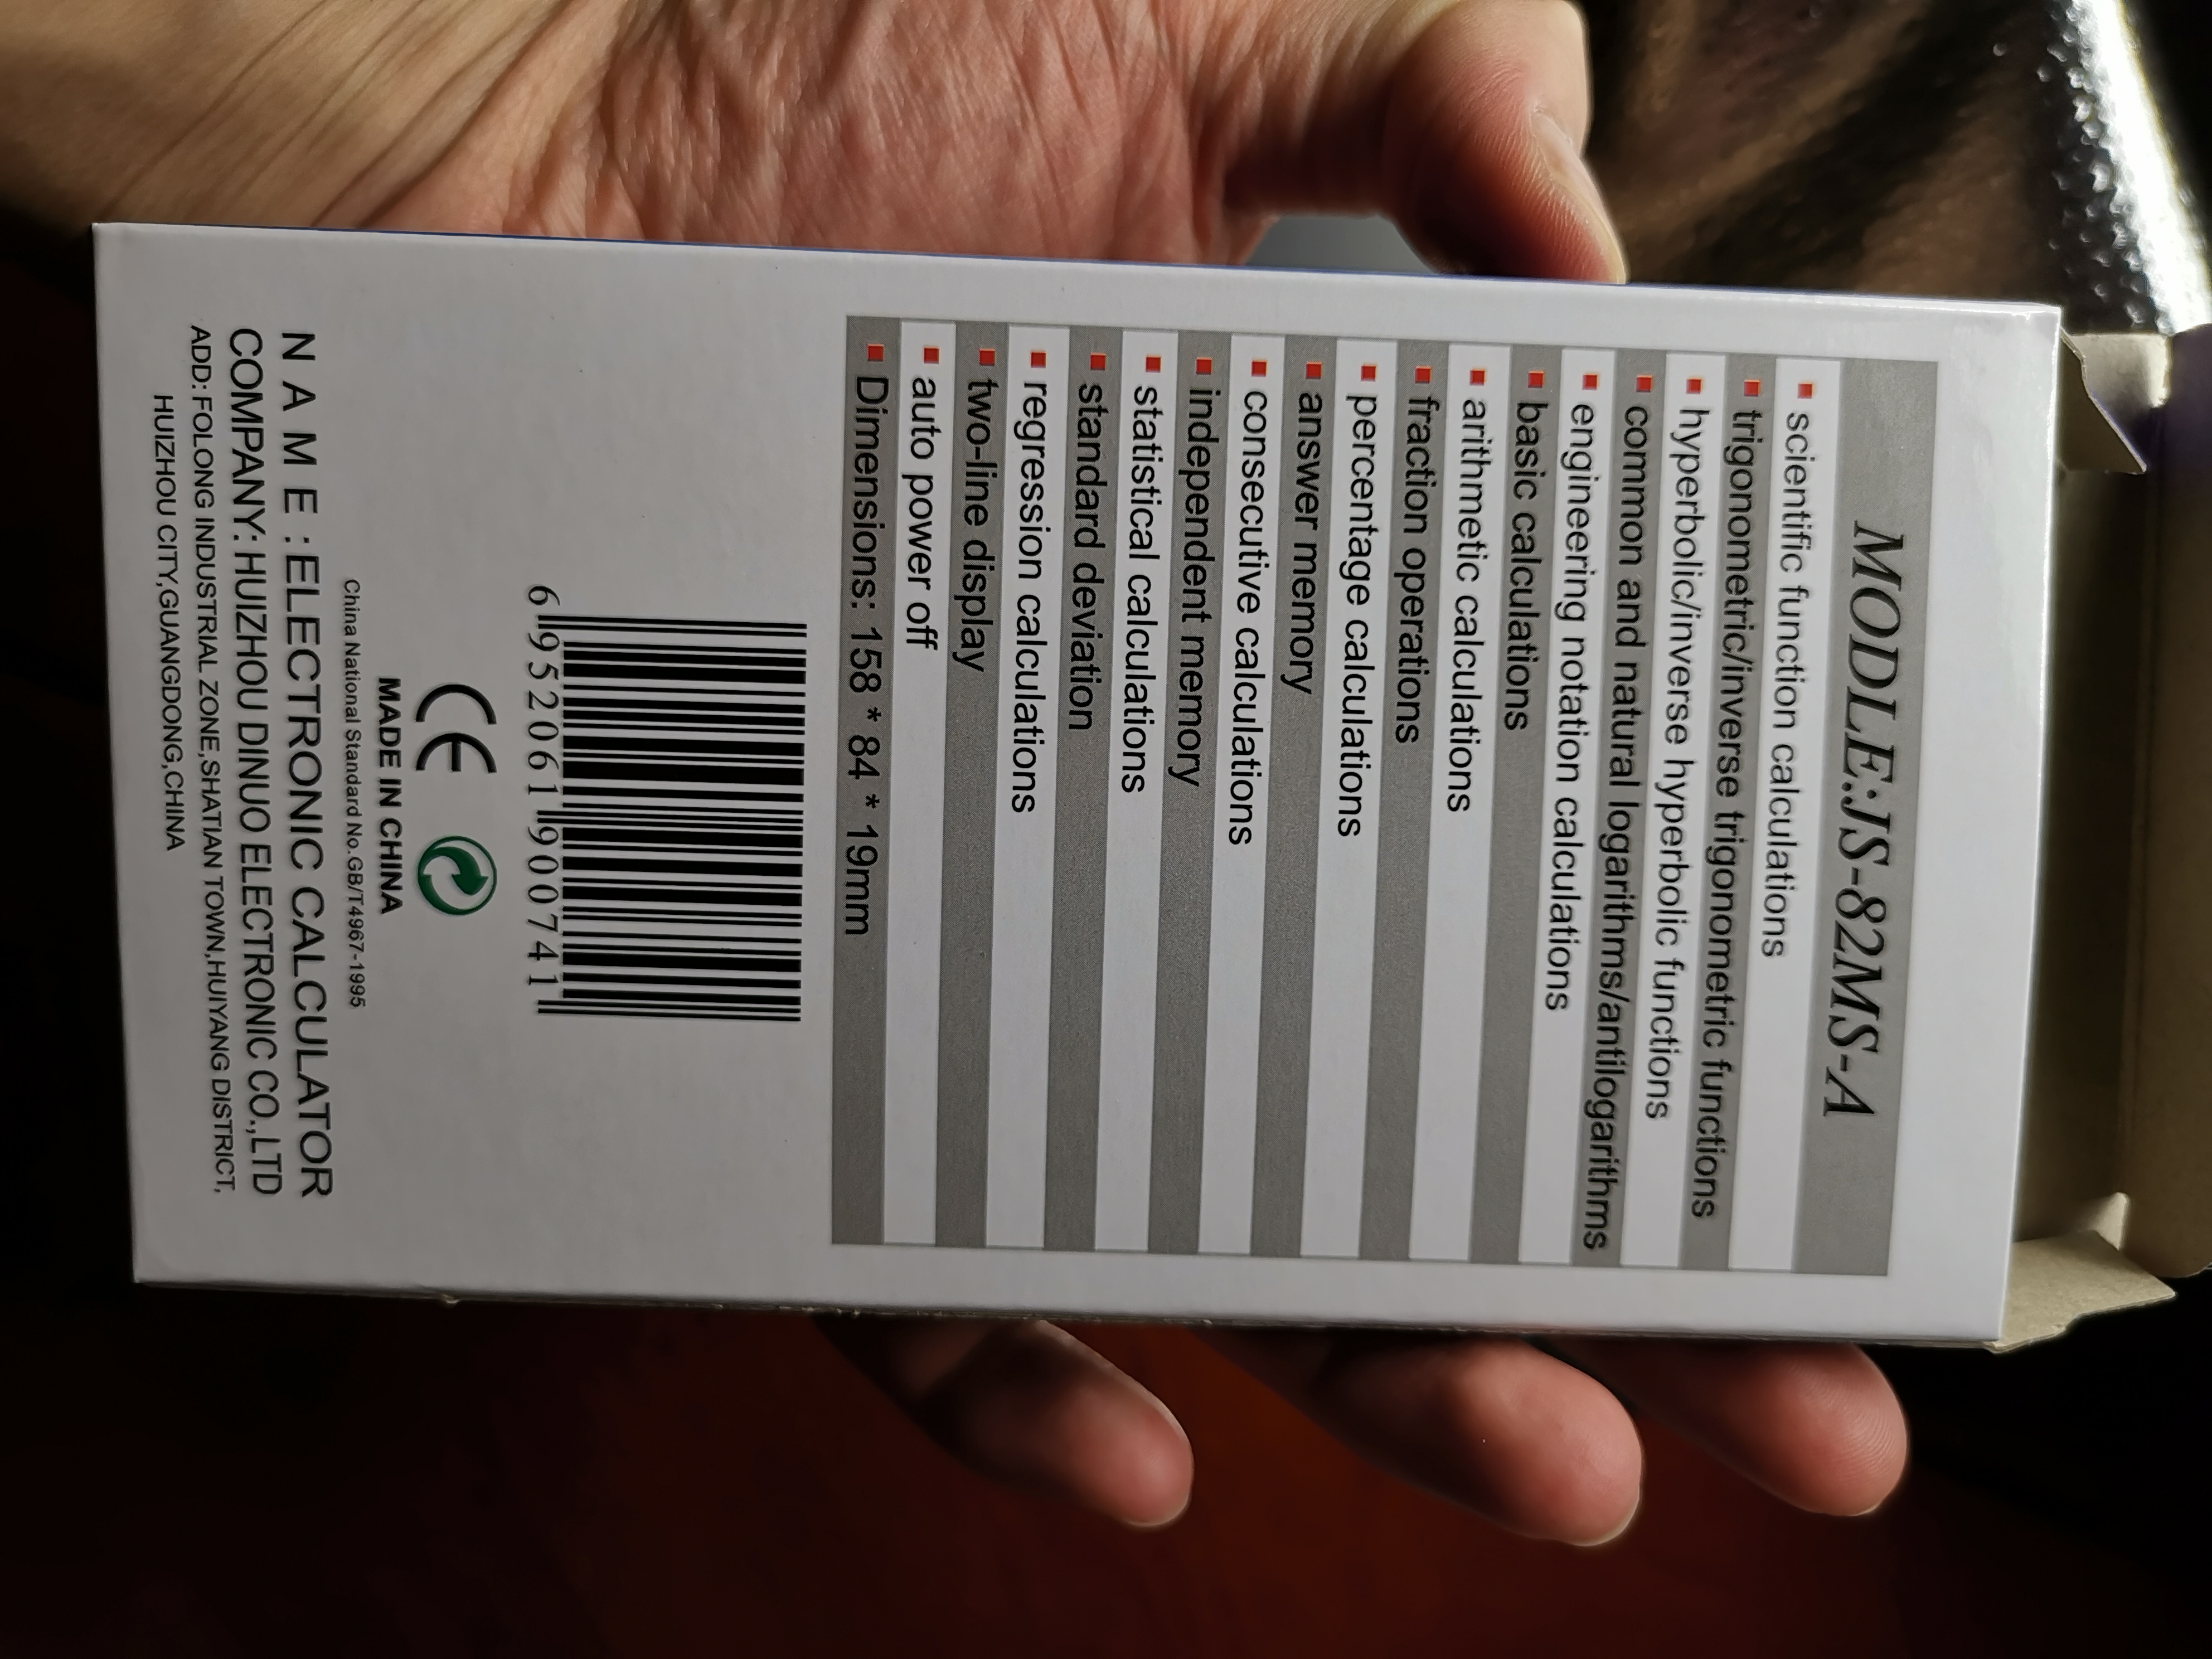 MODLE:JS-82MS-A
▪ scientific function calculations
▪ trigonometric/inverse trigonometric functions
▪ hyperbolic/inverse hyperbolic functions
▪ common and natural logarithms/antilogarithms
▪ engineering notation calculations
▪ basic calculations
▪ arithmetic calculations
▪ fraction operations
▪ percentage calculations
▪ answer memory
▪ consecutive calculations
▪ independent memory
▪ statistical calculations
▪ standard deviation
▪ regression calculations
▪ two-line display
▪ auto power off
▪ Dimensions: 158 * 84 * 19mm
6 952061 900741
CE
MADE IN CHINA
China National Standard No.GB/T4967-1995
N A M E : ELECTRONIC CALCULATOR
COMPANY: HUIZHOU DINUO ELECTRONIC CO.,LTD
ADD: FOLONG INDUSTRIAL ZONE,SHATIAN TOWN,HUIYANG DISTRICT,
HUIZHOU CITY,GUANGDONG,CHINA